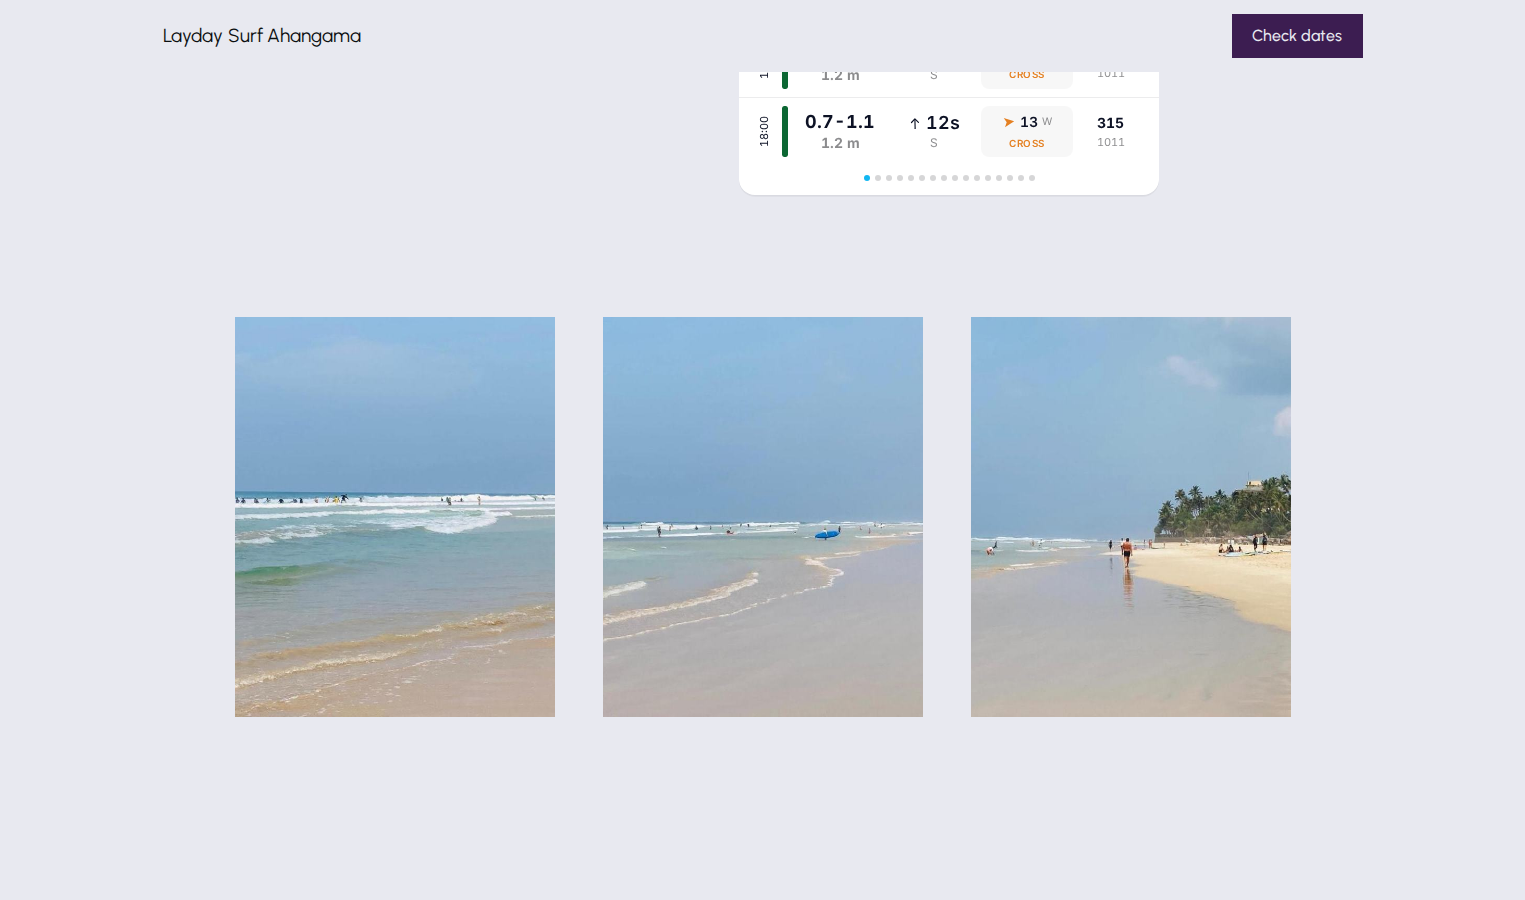 Layday Surf Ahangama
Check dates
1.2 m
S
CROSS
1011
18:00
0.7-1.1
↑ 12s
13 W
315
1.2 m
S
CROSS
1011